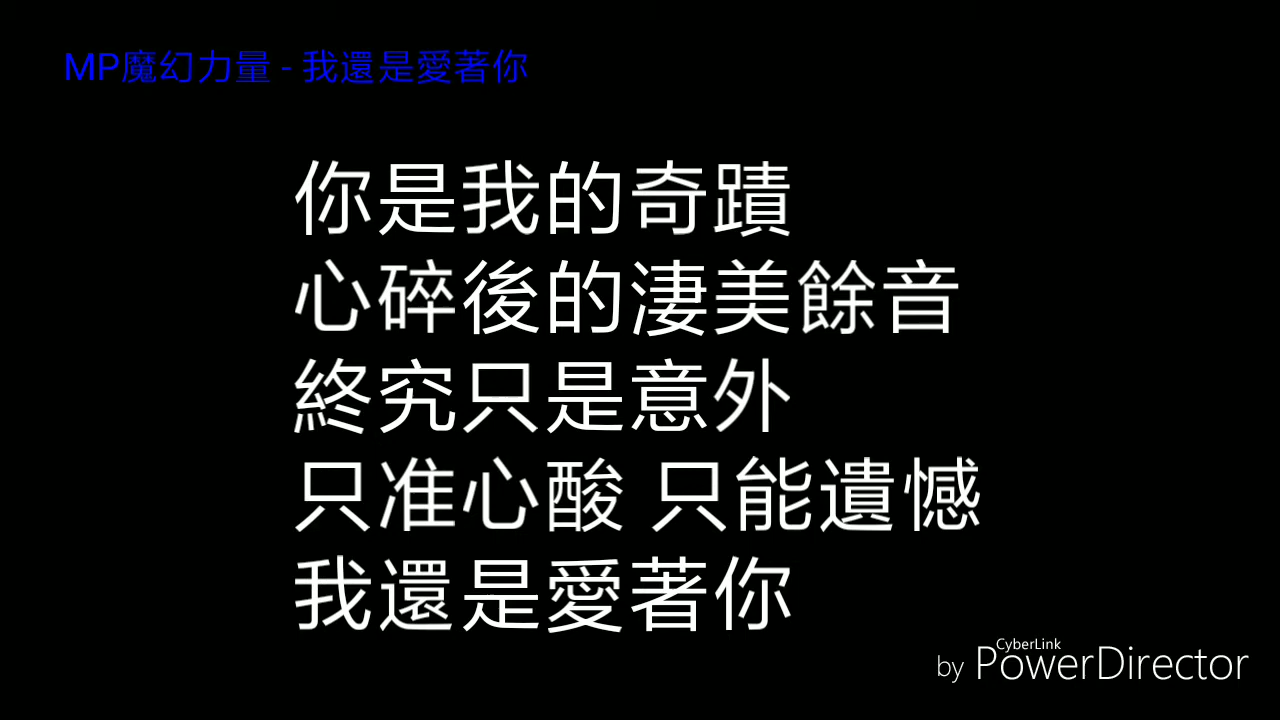 MP魔幻力量 - 我還是愛著你
你是我的奇蹟
心碎後的淒美餘音
終究只是意外
只准心酸 只能遺憾
我還是愛著你
by CyberLink PowerDirector